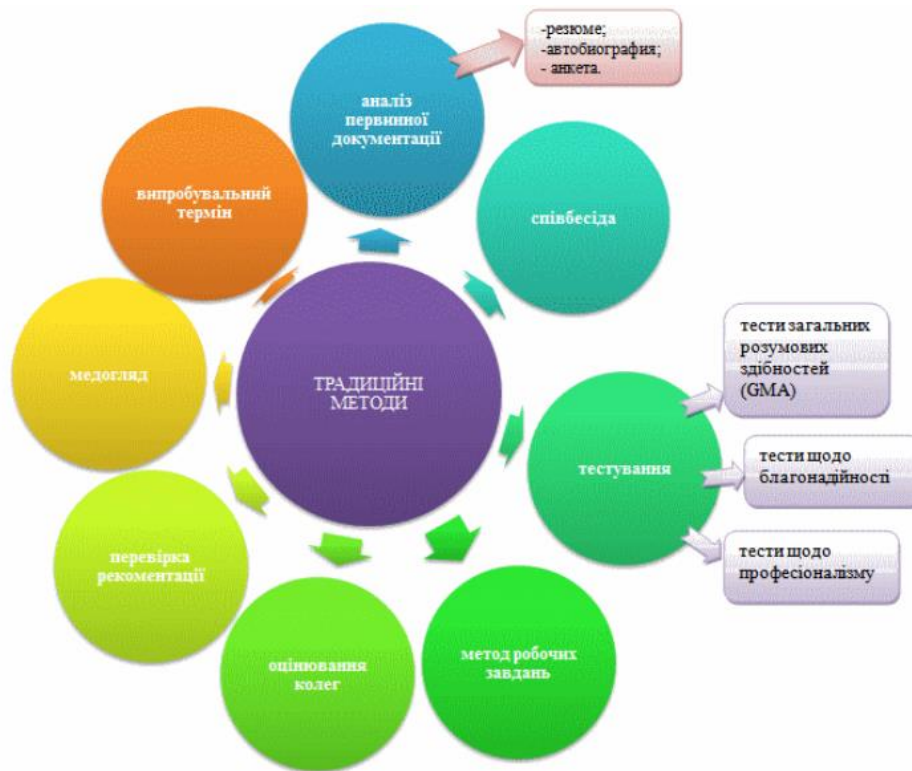 -резюме;
-автобиография;
- анкета.
аналіз
первинної
документації
співбесіда
тести загальних
розумових
здібностей
(GMA)
тестування
тести щодо
благонадійності
тести щодо
професіоналізму
метод робочих
завдань
оцінювання
колег
перевірка
рекоментації
медогляд
випробувальний
термін
ТРАДИЦІЙНІ
МЕТОДИ